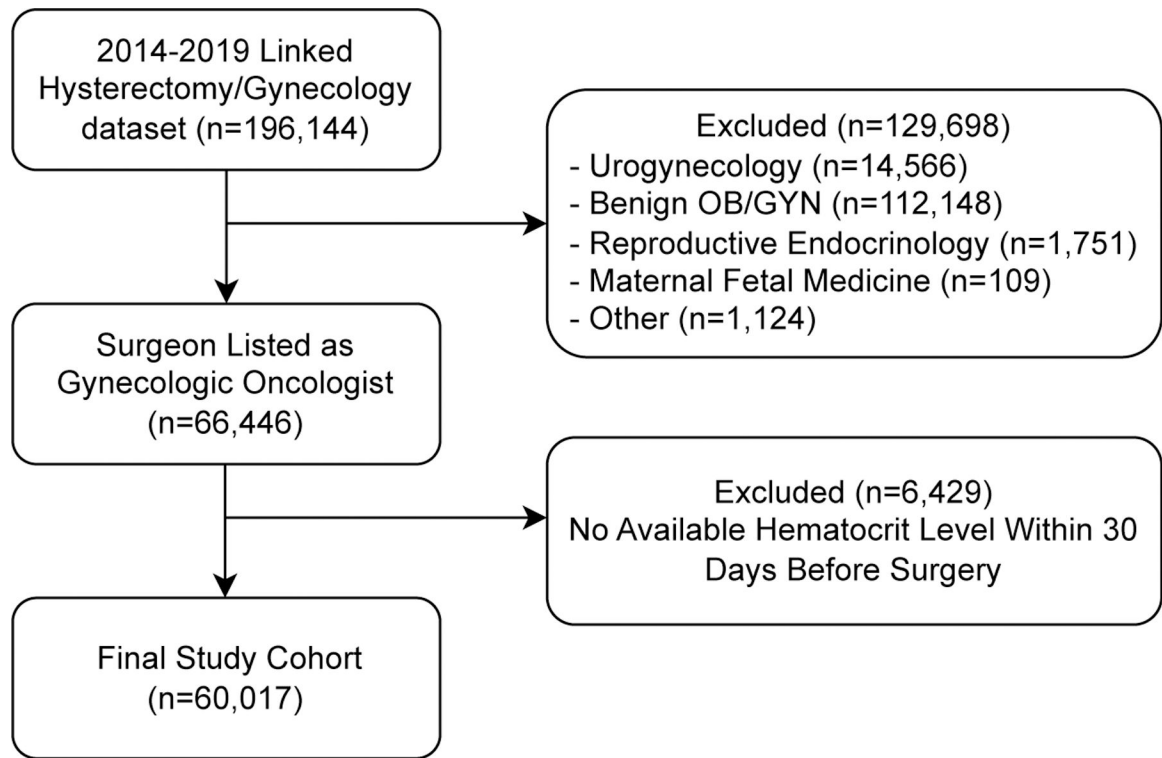 2014-2019 Linked
Hysterectomy/Gynecology
dataset (n=196,144)
Excluded (n=129,698)
- Urogynecology (n=14,566)
- Benign OB/GYN (n=112,148)
- Reproductive Endocrinology (n=1,751)
- Maternal Fetal Medicine (n=109)
- Other (n=1,124)
Surgeon Listed as
Gynecologic Oncologist
(n=66,446)
Excluded (n=6,429)
No Available Hematocrit Level Within 30
Days Before Surgery
Final Study Cohort
(n=60,017)